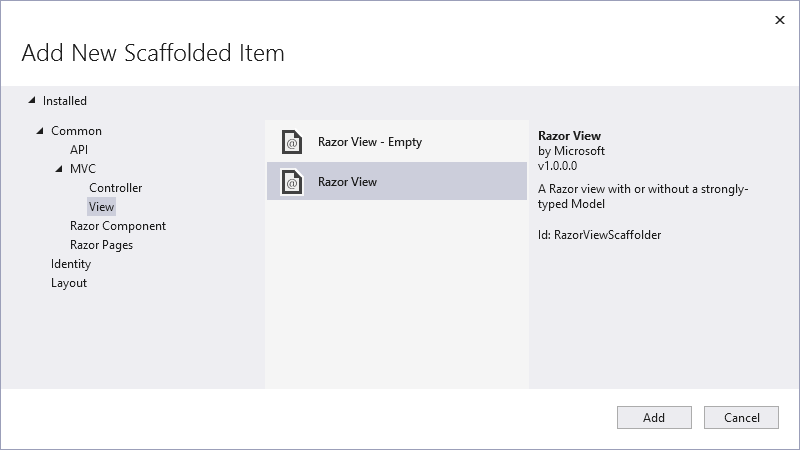 Add New Scaffolded Item
Installed
Common
API
MVC
Controller
View
Razor Component
Razor Pages
Identity
Layout
Razor View - Empty
Razor View
Razor View
by Microsoft
v1.0.0.0
A Razor view with or without a strongly-
typed Model
Id: RazorViewScaffolder
Add
Cancel